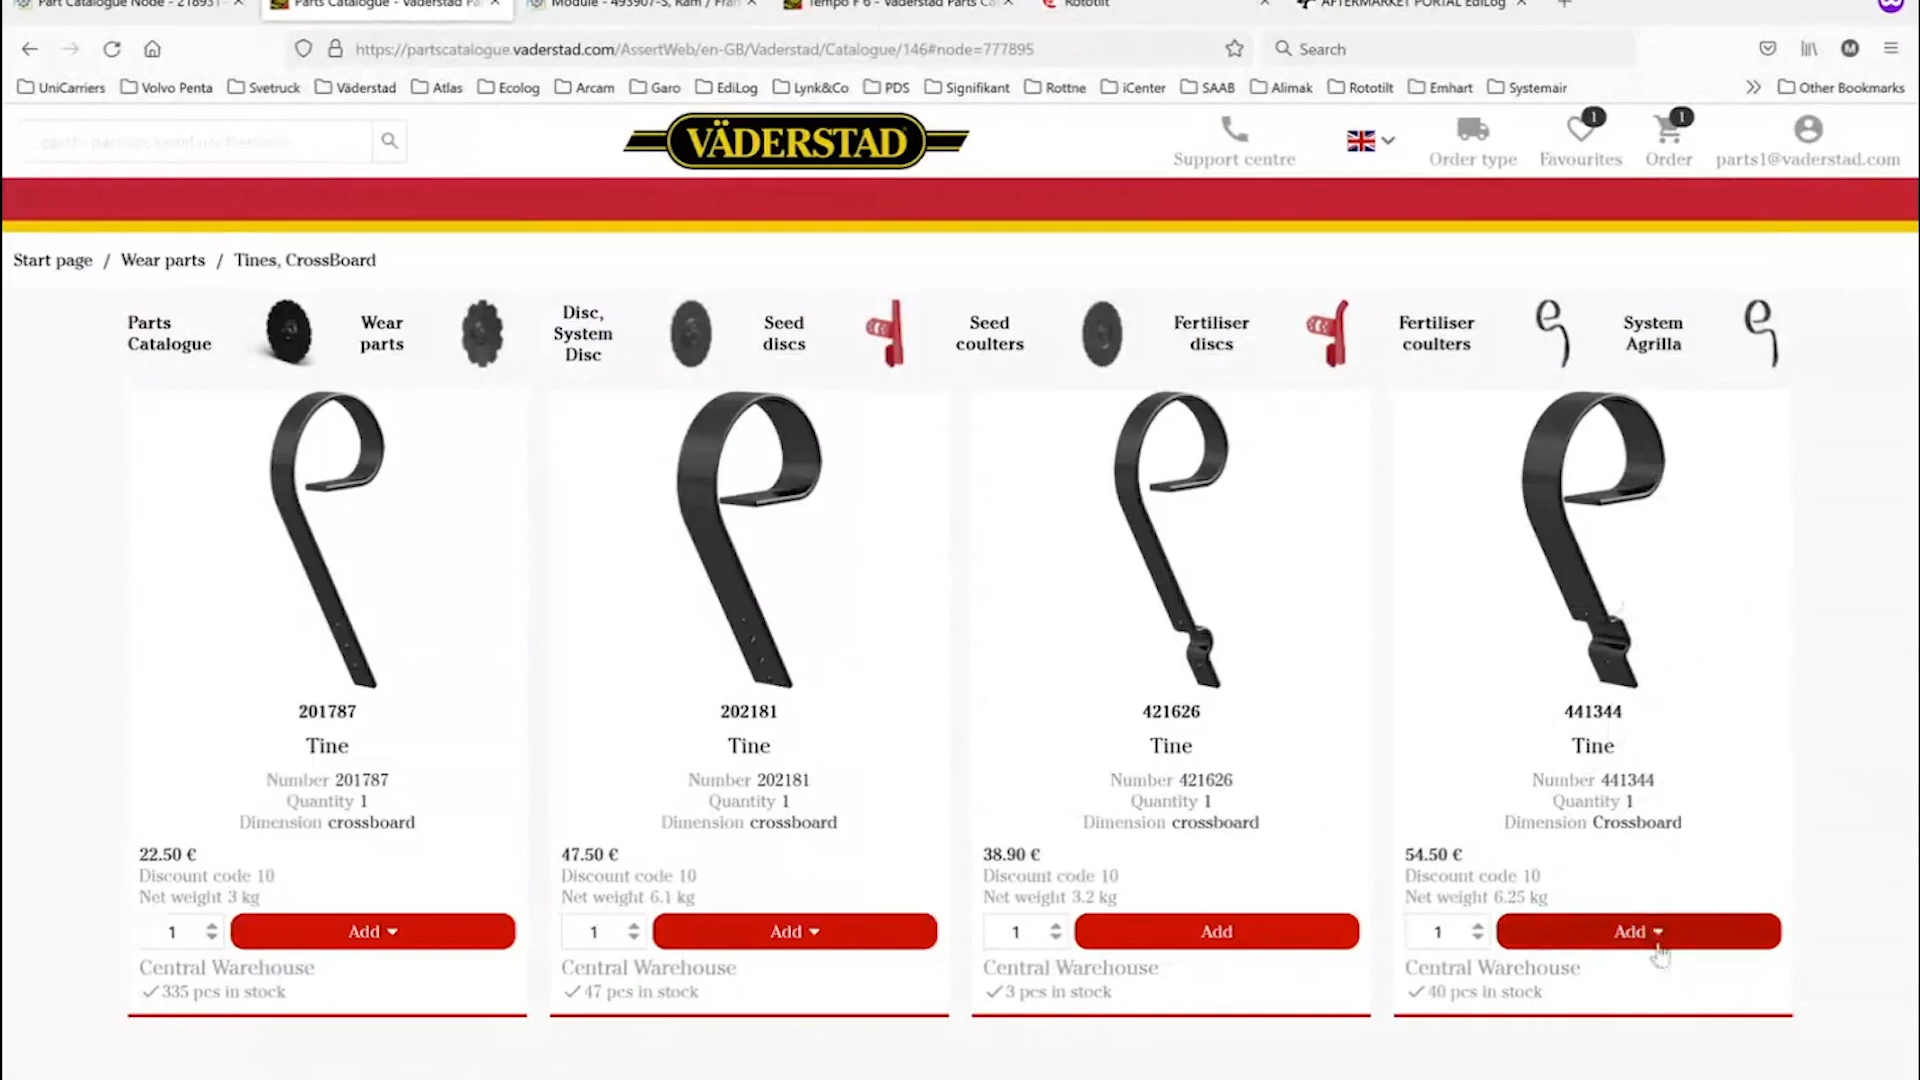 Part Catalogue Node - 218931
Parts Catalogue - Väderstad Pa
Module - 493907-S, Ram / Fram
Tempo F 6 - Väderstad Parts Ca
Rototilt
AFTERMARKET PORTAL EdiLog
https://partscatalogue.vaderstad.com/AssertWeb/en-GB/Vaderstad/Catalogue/146#node=777895
Search
M
UniCarriers
Volvo Penta
Svetruck
Väderstad
Atlas
Ecolog
Arcam
Garo
EdiLog
Lynk&Co
PDS
Signifikant
Rottne
iCenter
SAAB
Alimak
Rototilt
Emhart
Systemair
Other Bookmarks
VÄDERSTAD
Support centre
Order type
1
Favourites
1
Order
parts1@vaderstad.com
Start page / Wear parts / Tines, CrossBoard
Parts
Catalogue
Wear
parts
Disc,
System
Disc
Seed
discs
Seed
coulters
Fertiliser
discs
Fertiliser
coulters
System
Agrilla
201787
Tine
Number 201787
Quantity 1
Dimension crossboard
22.50 €
Discount code 10
Net weight 3 kg
1
Add
Central Warehouse
335 pcs in stock
202181
Tine
Number 202181
Quantity 1
Dimension crossboard
47.50 €
Discount code 10
Net weight 6.1 kg
1
Add
Central Warehouse
47 pcs in stock
421626
Tine
Number 421626
Quantity 1
Dimension crossboard
38.90 €
Discount code 10
Net weight 3.2 kg
1
Add
Central Warehouse
3 pcs in stock
441344
Tine
Number 441344
Quantity 1
Dimension Crossboard
54.50 €
Discount code 10
Net weight 6.25 kg
1
Add
Central Warehouse
40 pcs in stock